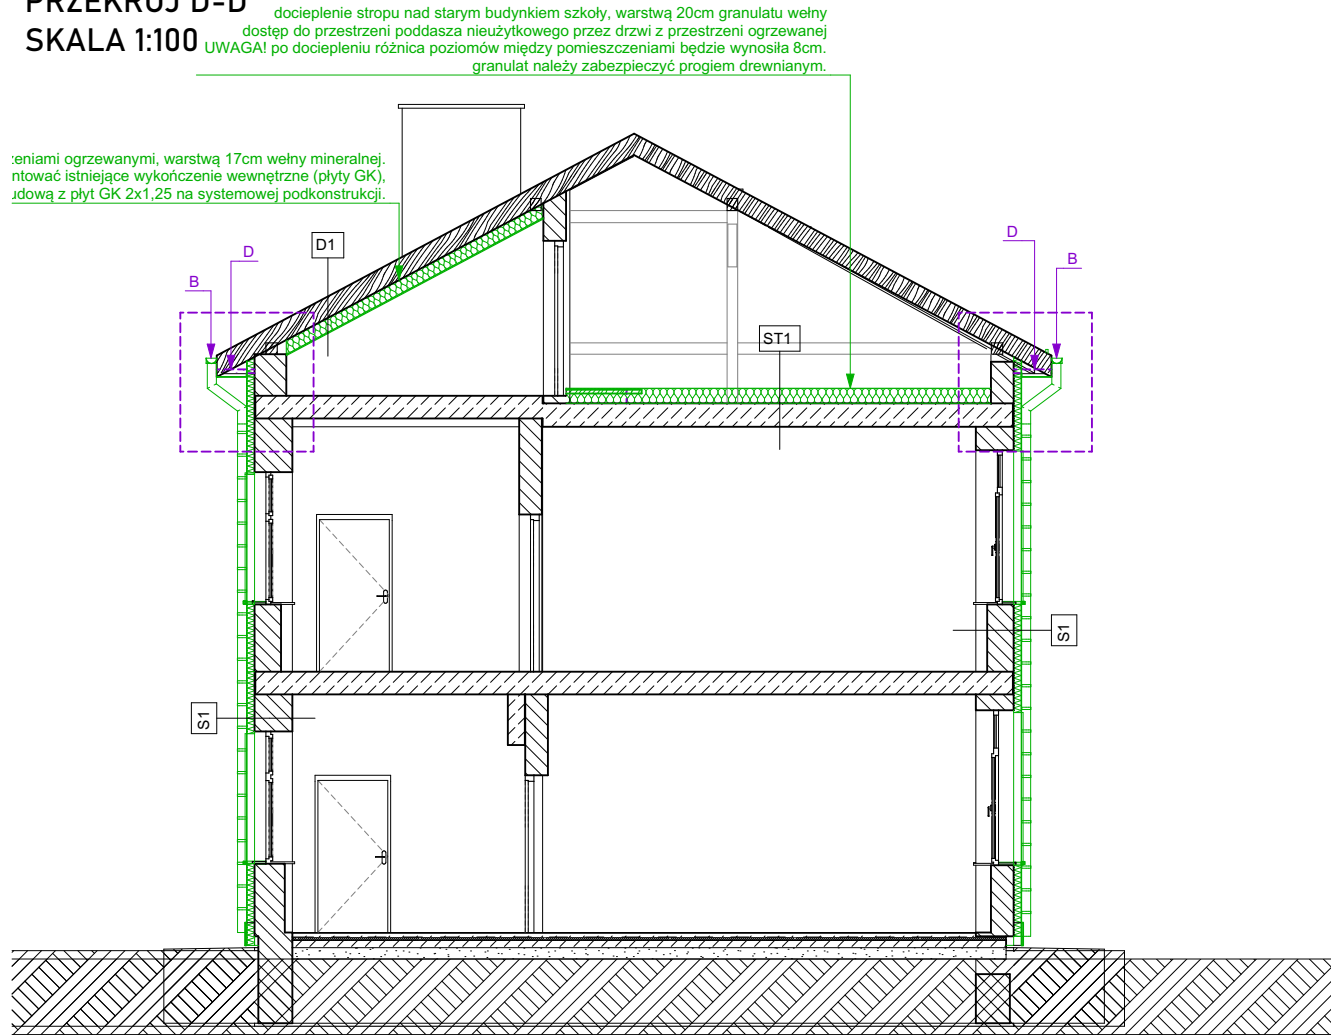 PRZEKRÓJ D-D
SKALA 1:100
docieplenie stropu nad starym budynkiem szkoły, warstwą 20cm granulatu wełny
dostęp do przestrzeni poddasza nieużytkowego przez drzwi z przestrzeni ogrzewanej
UWAGA! po dociepleniu różnica poziomów między pomieszczeniami będzie wynosiła 8cm.
granulat należy zabezpieczyć progiem drewnianym.
eniami ogrzewanymi, warstwą 17cm wełny mineralnej.
ntować istniejące wykończenie wewnętrzne (płyty GK),
udową z płyt GK 2x1,25 na systemowej podkonstrukcji.
D1
D
B
D
B
ST1
S1
S1